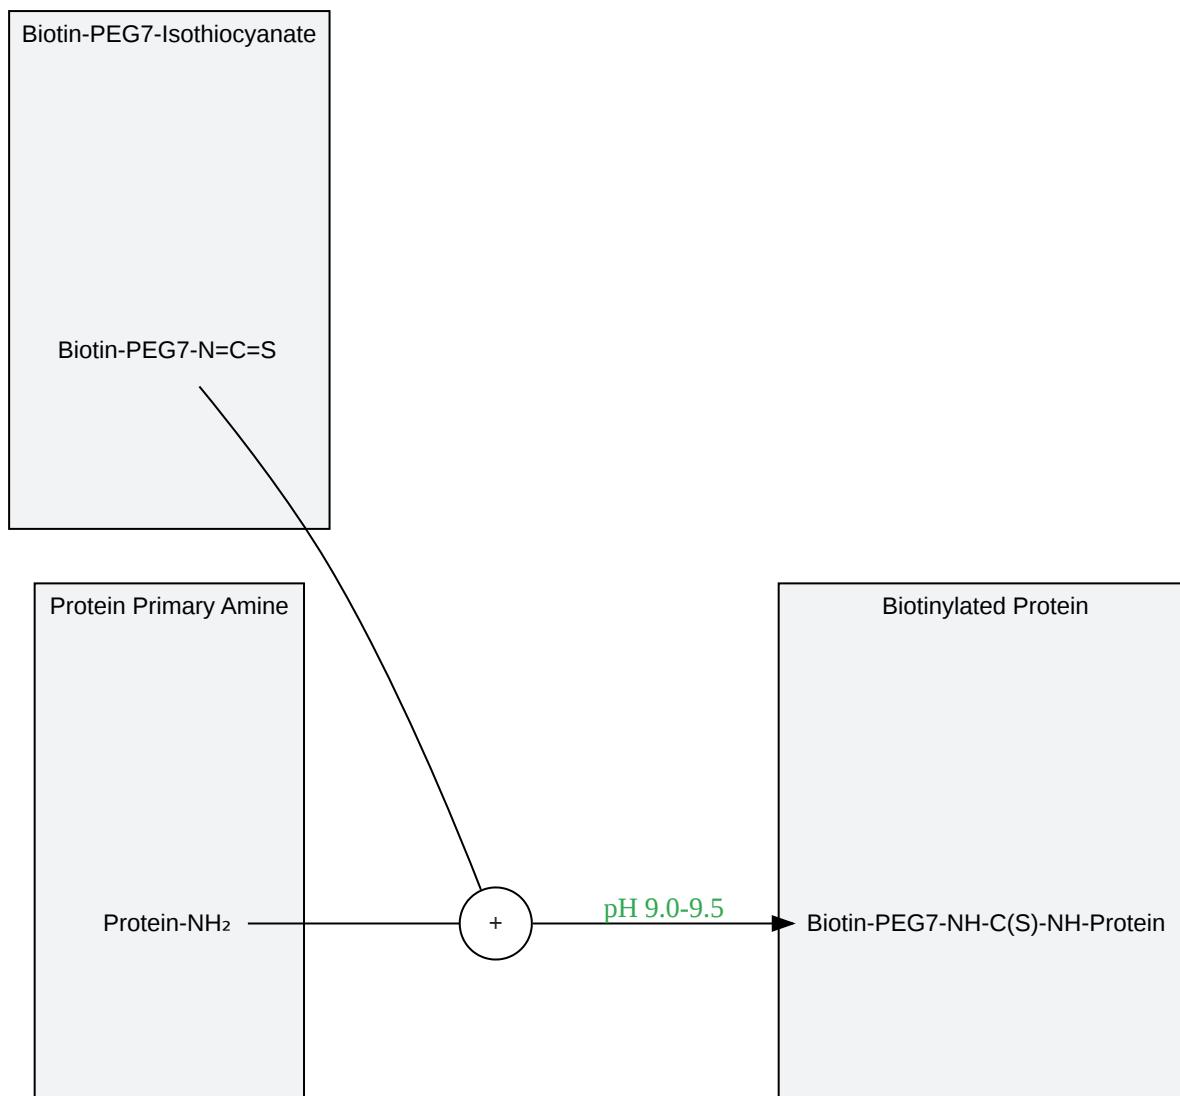 Biotin-PEG7-Isothiocyanate
Biotin-PEG7-N=C=S
Protein Primary Amine
Biotinylated Protein
Protein-NH₂
+
pH 9.0-9.5
Biotin-PEG7-NH-C(S)-NH-Protein